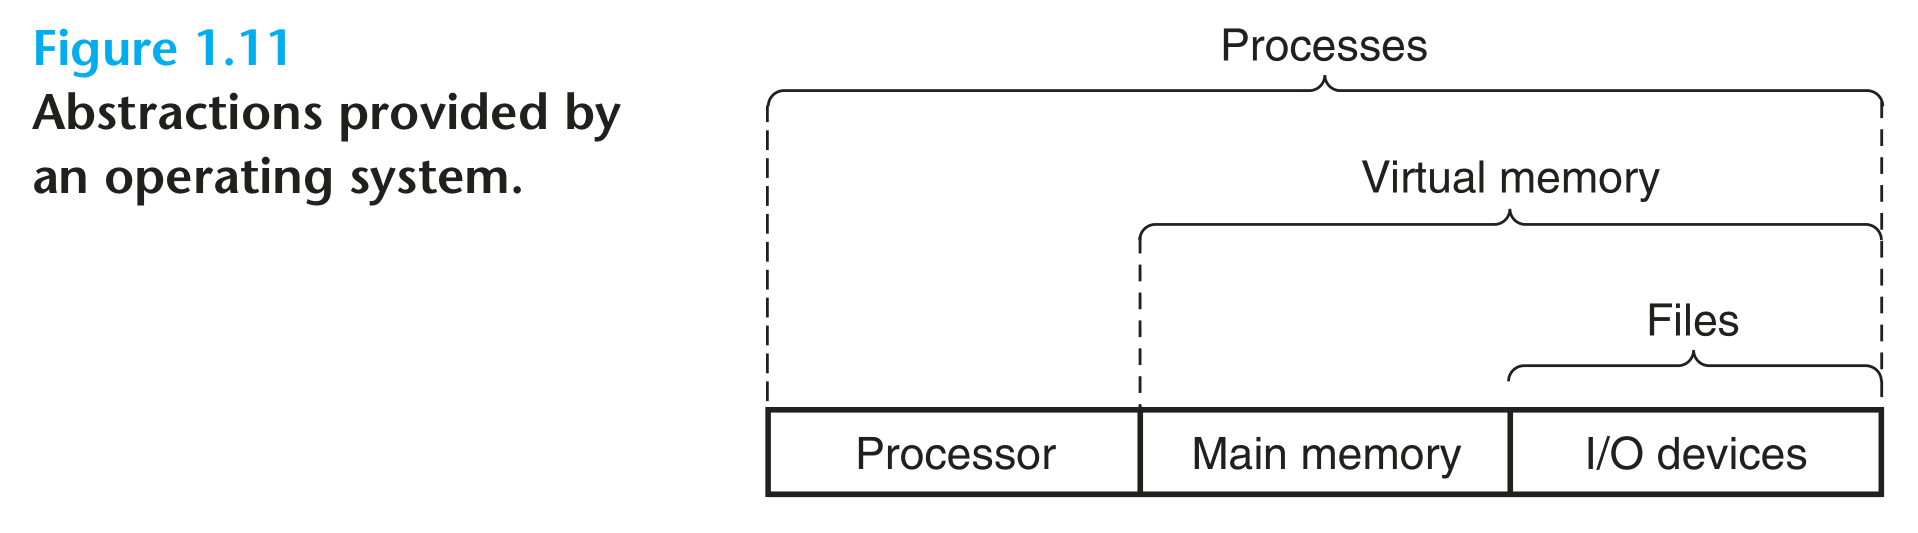 Figure 1.11
Abstractions provided by
an operating system.
Processes
Virtual memory
Files
Processor
Main memory
I/O devices